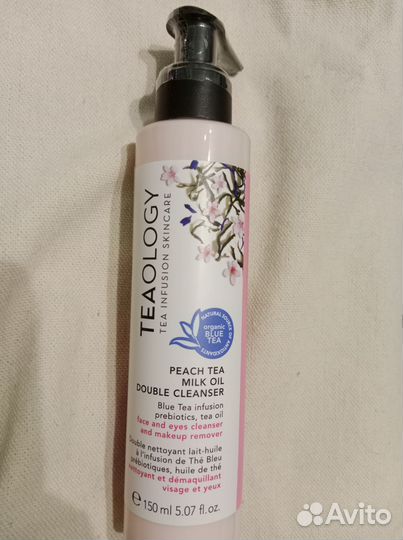 TEAOLOGY
TEA INFUSION SKINCARE
NATURAL SOURCE OF ANTIOXIDANTS
organic
BLUE
TEA
PEACH TEA
MILK OIL
DOUBLE CLEANSER
Blue Tea infusion
prebiotics, tea oil
face and eyes cleanser
and makeup remover
Double nettoyant lait-huile
à l'infusion de Thé Bleu
prébiotiques, huile de thé
nettoyant et démaquillant
visage et yeux
e 150 ml 5.07 fl.oz.
Avito